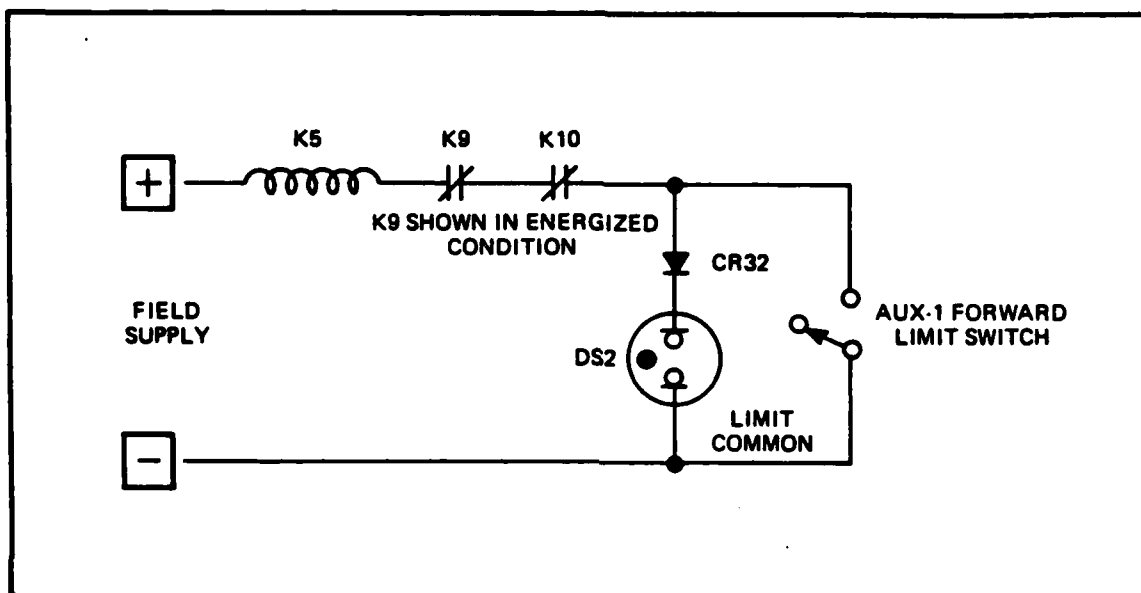 K5
K9
K10
+
K9 SHOWN IN ENERGIZED
CONDITION
CR32
FIELD
SUPPLY
AUX-1 FORWARD
LIMIT SWITCH
DS2
LIMIT
COMMON
−